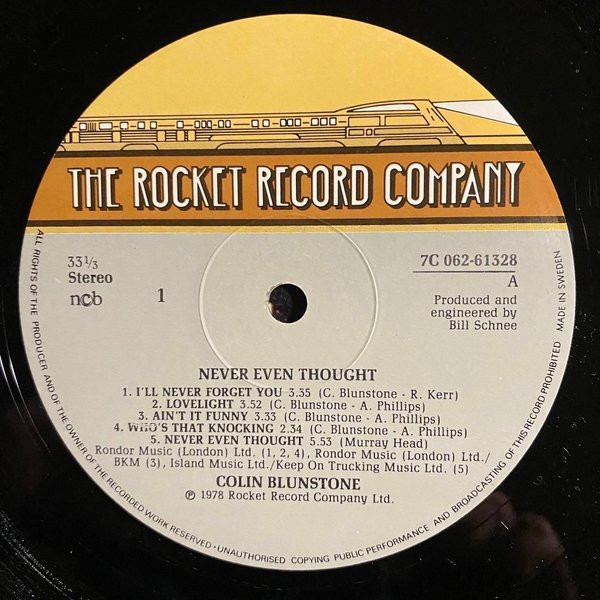 THE ROCKET RECORD COMPANY
33 1/3
Stereo
ncb
1
7C 062-61328
A
Produced and
engineered by
Bill Schnee
NEVER EVEN THOUGHT
1. I'LL NEVER FORGET YOU 3.35 (C. Blunstone - R. Kerr)
2. LOVELIGHT 3.52 (C. Blunstone - A. Phillips)
3. AIN'T IT FUNNY 3.33 (C. Blunstone - A. Phillips)
4. WHO'S THAT KNOCKING 2.34 (C. Blunstone - A. Phillips)
5. NEVER EVEN THOUGHT 5.53 (Murray Head)
Rondor Music (London) Ltd. (1, 2, 4), Rondor Music (London) Ltd./
BKM (3), Island Music Ltd./Keep On Trucking Music Ltd. (5)
COLIN BLUNSTONE
℗ 1978 Rocket Record Company Ltd.
ALL RIGHTS OF THE PRODUCER AND OF THE OWNER OF THE RECORDED WORK RESERVED · UNAUTHORISED COPYING PUBLIC PERFORMANCE AND BROADCASTING OF THIS RECORD PROHIBITED MADE IN SWEDEN